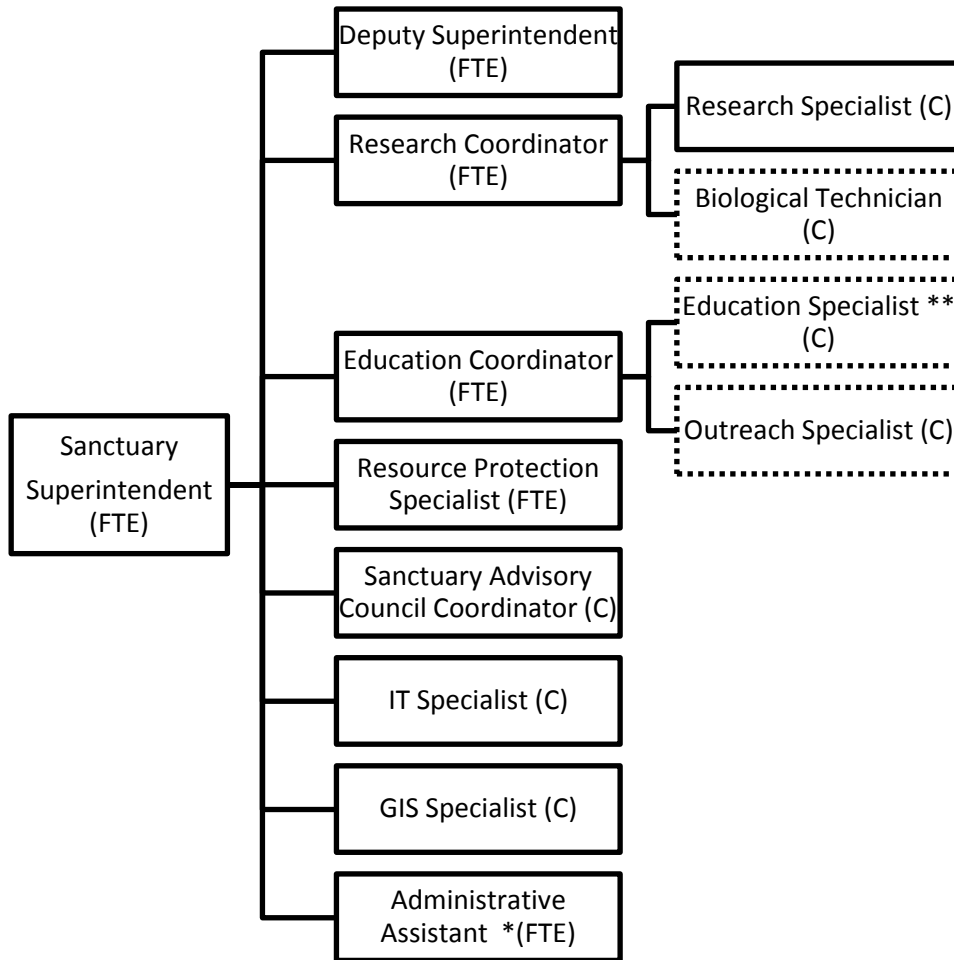 Deputy Superintendent
(FTE)
Research Coordinator
(FTE)
Research Specialist (C)
Biological Technician
(C)
Education Specialist **
(C)
Education Coordinator
(FTE)
Outreach Specialist (C)
Sanctuary
Superintendent
(FTE)
Resource Protection
Specialist (FTE)
Sanctuary Advisory
Council Coordinator (C)
IT Specialist (C)
GIS Specialist (C)
Administrative
Assistant *(FTE)